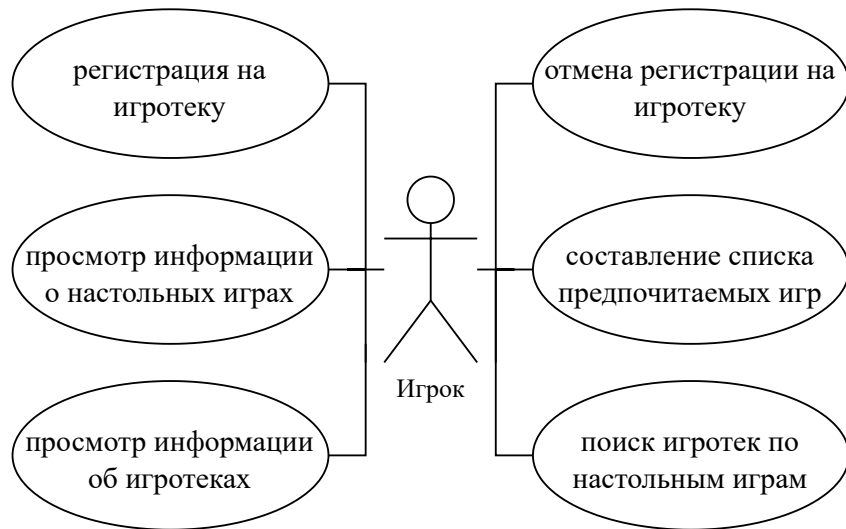 регистрация на
игротеку
отмена регистрации на
игротеку
просмотр информации
о настольных играх
составление списка
предпочитаемых игр
Игрок
просмотр информации
об игротеках
поиск игротек по
настольным играм